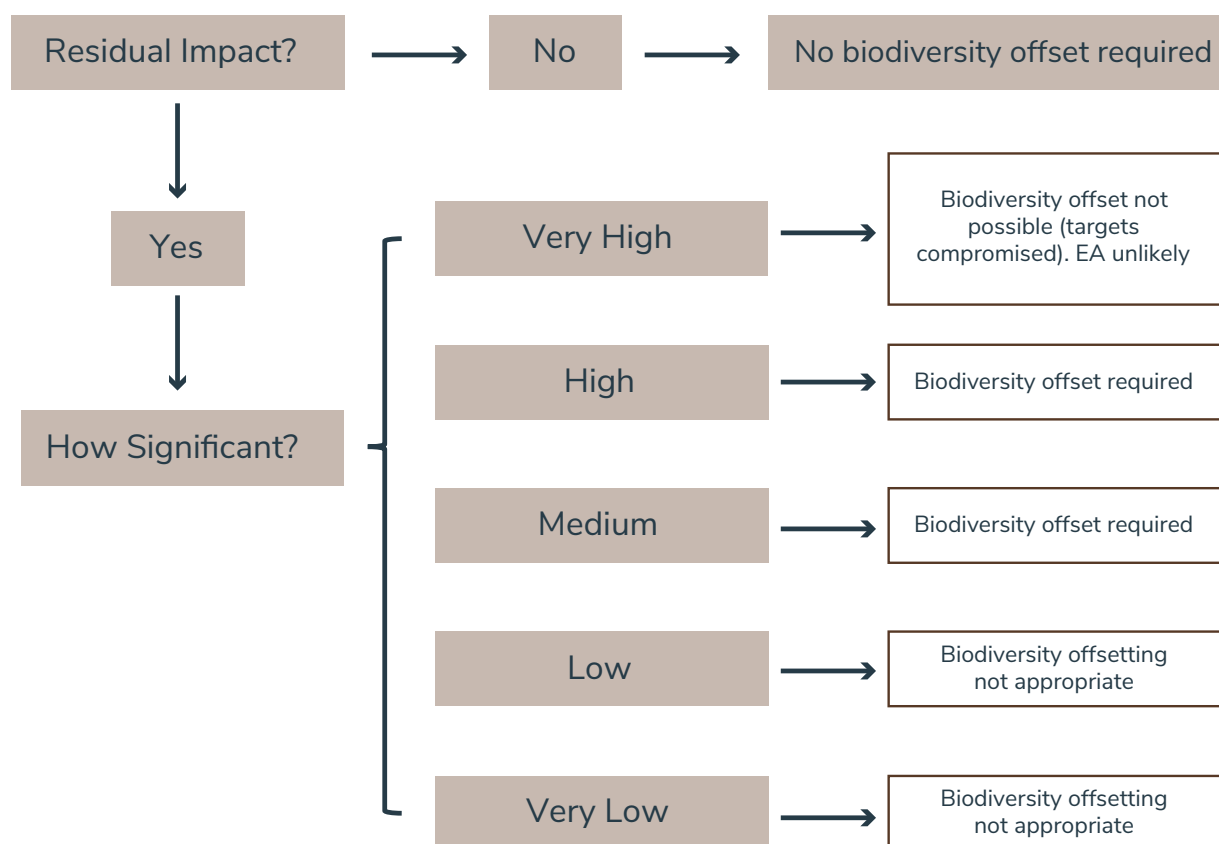 Residual Impact?
No
No biodiversity offset required
Yes
How Significant?
Very High
Biodiversity offset not
possible (targets
compromised). EA unlikely
High
Biodiversity offset required
Medium
Biodiversity offset required
Low
Biodiversity offsetting
not appropriate
Very Low
Biodiversity offsetting
not appropriate